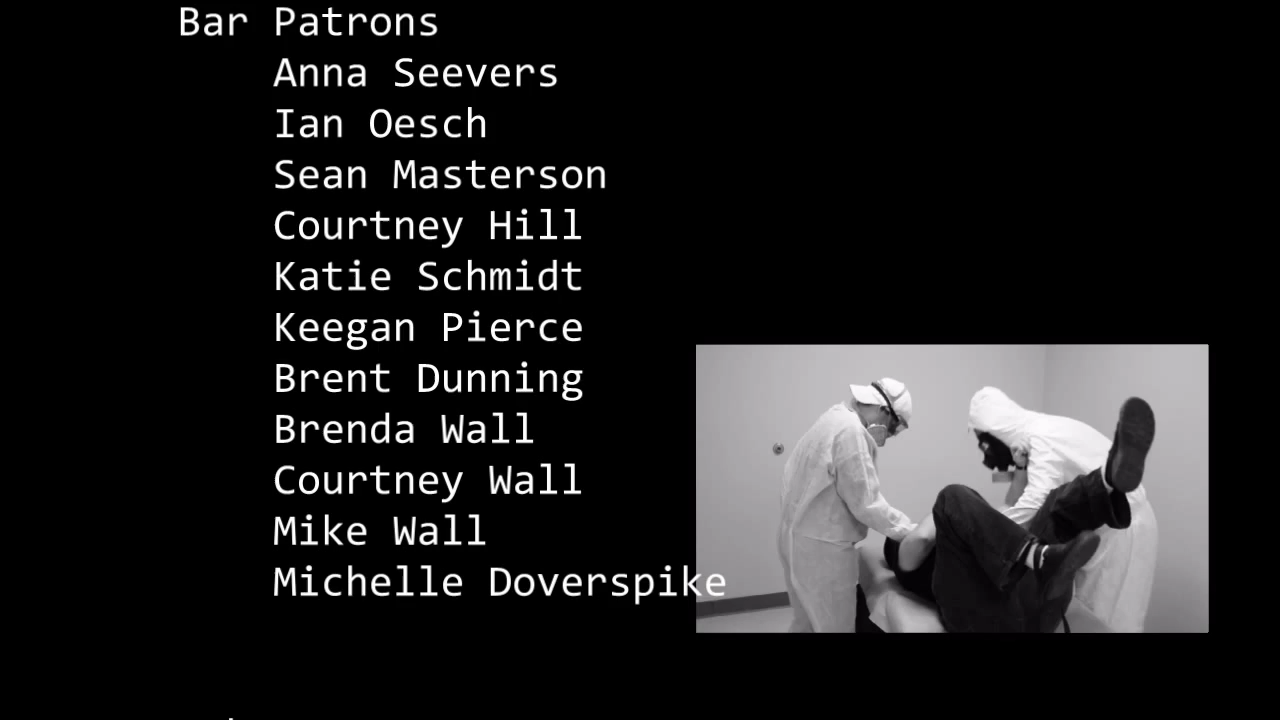 Bar Patrons
Anna Seevers
Ian Oesch
Sean Masterson
Courtney Hill
Katie Schmidt
Keegan Pierce
Brent Dunning
Brenda Wall
Courtney Wall
Mike Wall
Michelle Doverspike